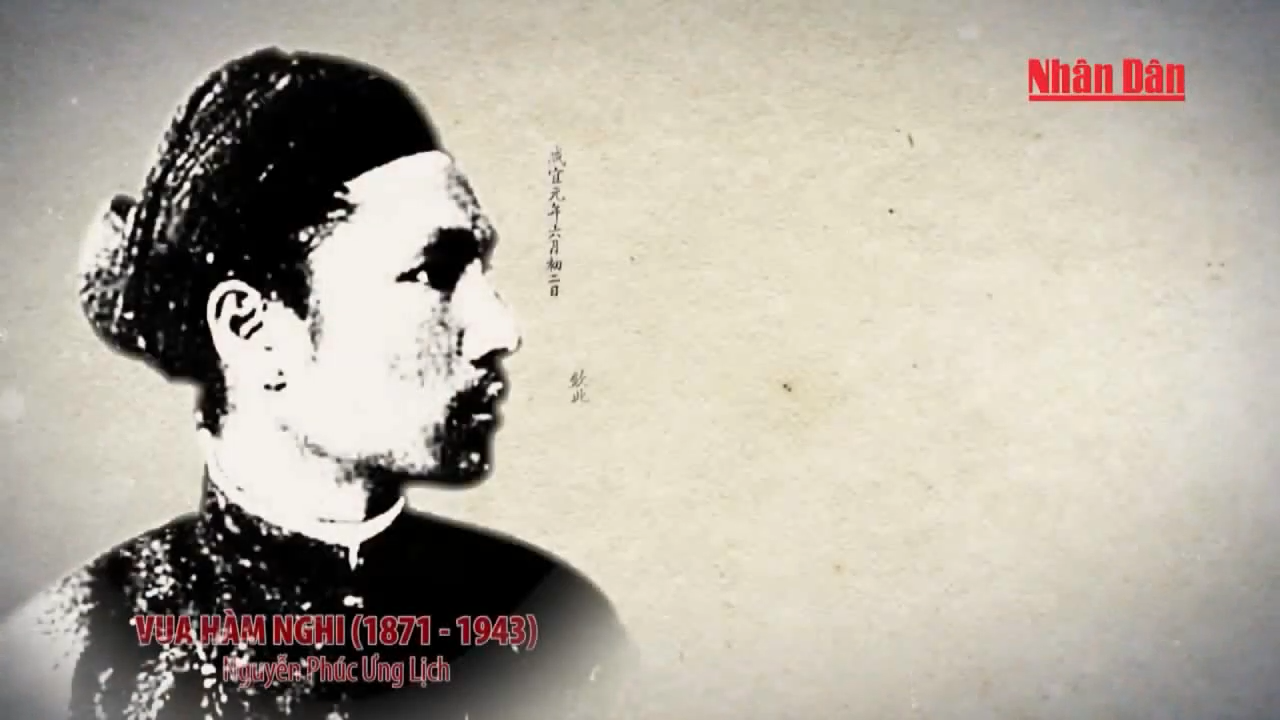 Nhân Dân
咸宜元年六月初二日
欽此
VUA HÀM NGHI (1871 - 1943)
Nguyễn Phúc Ưng Lịch